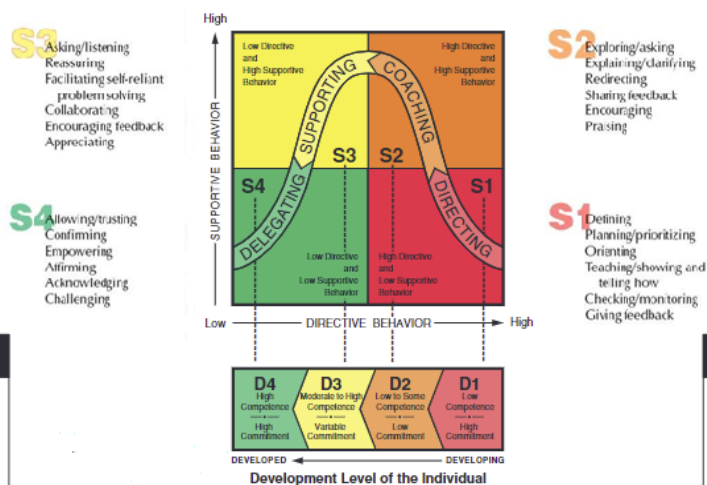 High
S3
Asking/listening
Reassuring
Facilitating self-reliant
problem solving
Collaborating
Encouraging feedback
Appreciating
S4
Allowing/trusting
Confirming
Empowering
Affirming
Acknowledging
Challenging
SUPPORTIVE BEHAVIOR
Low Directive
and
High Supportive
Behavior
High Directive
and
High Supportive
Behavior
SUPPORTING
COACHING
S3
S2
S4
S1
DELEGATING
DIRECTING
Low Directive
and
Low Supportive
Behavior
High Directive
and
Low Supportive
Behavior
Low
DIRECTIVE BEHAVIOR
High
S2
Exploring/asking
Explaining/clarifying
Redirecting
Sharing feedback
Encouraging
Praising
S1
Defining
Planning/prioritizing
Orienting
Teaching/showing and
telling how
Checking/monitoring
Giving feedback
D4
High
Competence
High
Commitment
D3
Moderate to High
Competence
Variable
Commitment
D2
Low to Some
Competence
Low
Commitment
D1
Low
Competence
High
Commitment
DEVELOPED
DEVELOPING
Development Level of the Individual